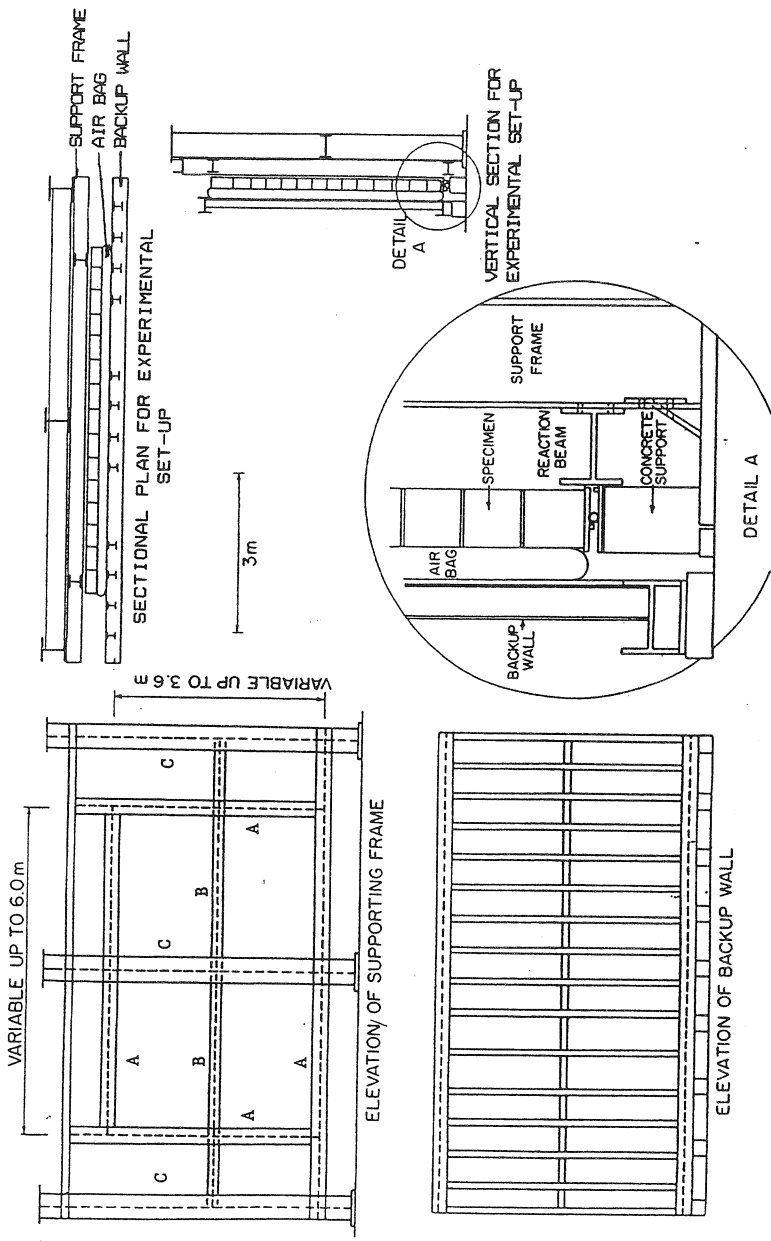 VARIABLE UP TO 6.0m
VARIABLE UP TO 3.6 m
C
C
C
A
B
B
A
A
A
ELEVATION OF SUPPORTING FRAME
SUPPORT FRAME
AIR BAG
BACKUP WALL
SECTIONAL PLAN FOR EXPERIMENTAL
SET-UP
3m
DETAIL
A
VERTICAL SECTION FOR
EXPERIMENTAL SET-UP
ELEVATION OF BACKUP WALL
BACKUP
WALL
AIR
BAG
SPECIMEN
REACTION
BEAM
CONCRETE
SUPPORT
SUPPORT
FRAME
DETAIL A